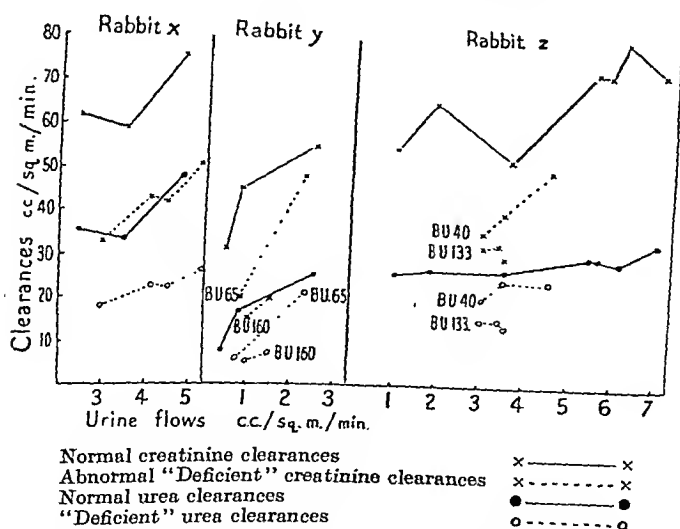 Rabbit x
Rabbit y
Rabbit z
Clearances cc/sq.m./min.
80
70
60
50
40
30
20
10
BU65
BU160
BU65
BU160
BU40
BU133
BU40
BU133
3 4 5
1 2 3
1 2 3 4 5 6 7
Urine flows c.c./sq.m./min.
Normal creatinine clearances
Abnormal "Deficient" creatinine clearances
Normal urea clearances
"Deficient" urea clearances